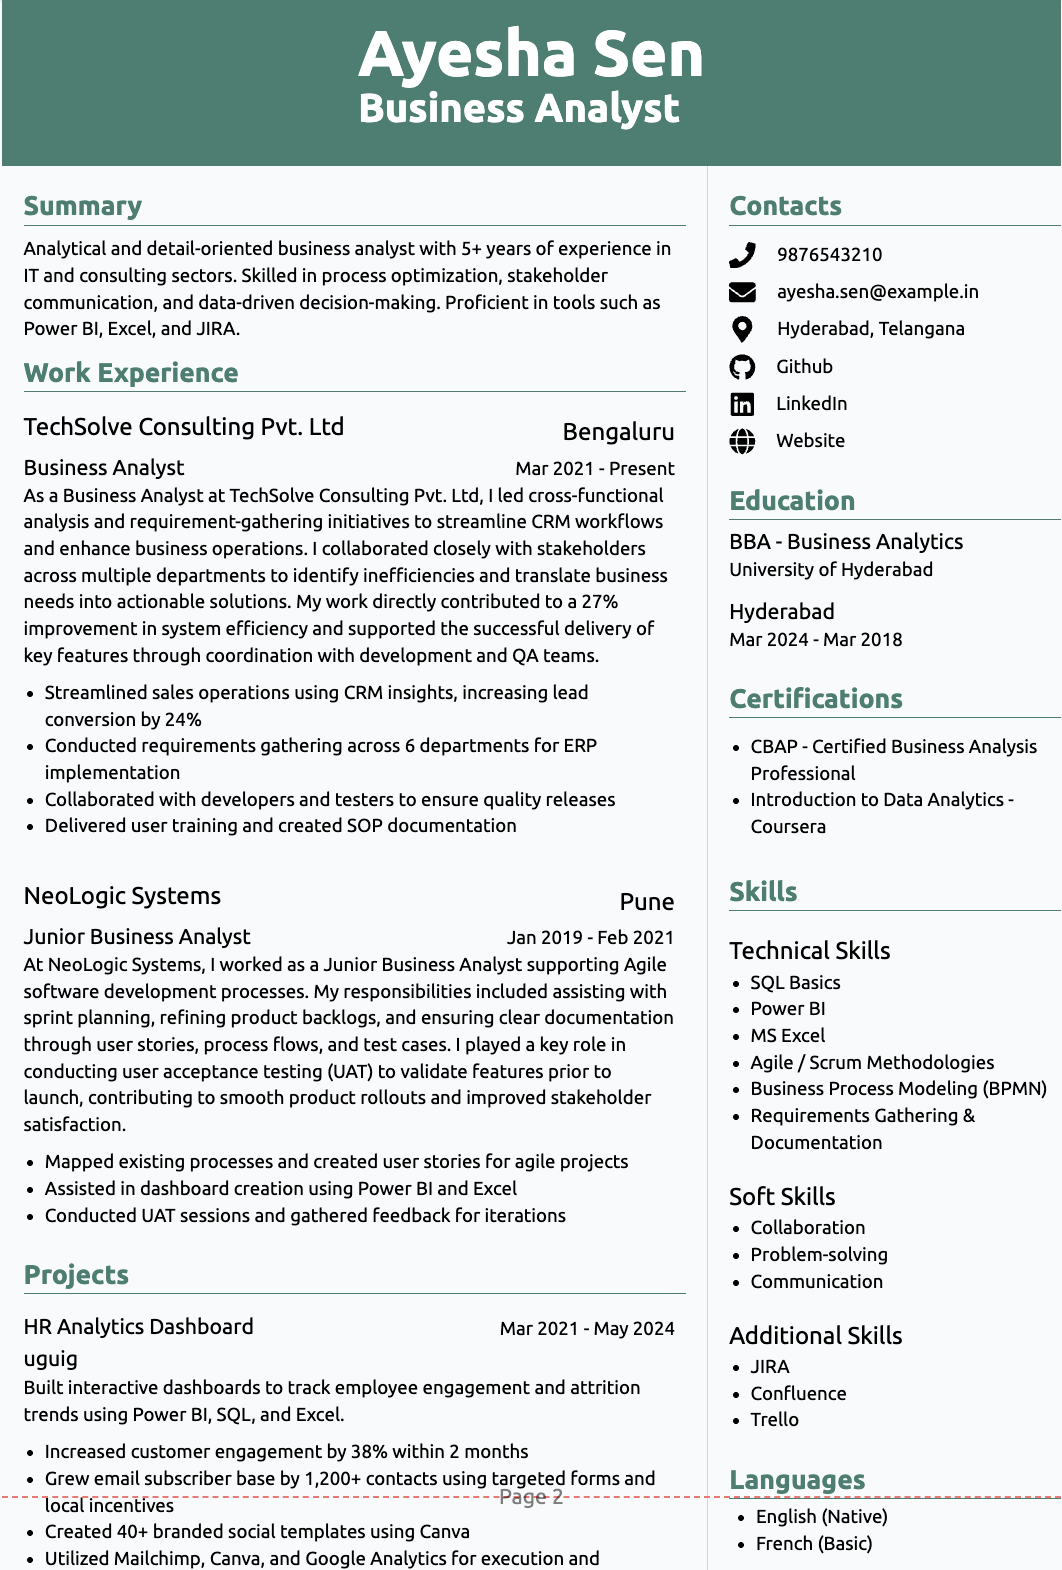 Ayesha Sen
Business Analyst
Summary
Analytical and detail-oriented business analyst with 5+ years of experience in
IT and consulting sectors. Skilled in process optimization, stakeholder
communication, and data-driven decision-making. Proficient in tools such as
Power BI, Excel, and JIRA.
Work Experience
TechSolve Consulting Pvt. Ltd
Bengaluru
Business Analyst
Mar 2021 - Present
As a Business Analyst at TechSolve Consulting Pvt. Ltd, I led cross-functional
analysis and requirement-gathering initiatives to streamline CRM workflows
and enhance business operations. I collaborated closely with stakeholders
across multiple departments to identify inefficiencies and translate business
needs into actionable solutions. My work directly contributed to a 27%
improvement in system efficiency and supported the successful delivery of
key features through coordination with development and QA teams.
• Streamlined sales operations using CRM insights, increasing lead
conversion by 24%
• Conducted requirements gathering across 6 departments for ERP
implementation
• Collaborated with developers and testers to ensure quality releases
• Delivered user training and created SOP documentation
NeoLogic Systems
Pune
Junior Business Analyst
Jan 2019 - Feb 2021
At NeoLogic Systems, I worked as a Junior Business Analyst supporting Agile
software development processes. My responsibilities included assisting with
sprint planning, refining product backlogs, and ensuring clear documentation
through user stories, process flows, and test cases. I played a key role in
conducting user acceptance testing (UAT) to validate features prior to
launch, contributing to smooth product rollouts and improved stakeholder
satisfaction.
• Mapped existing processes and created user stories for agile projects
• Assisted in dashboard creation using Power BI and Excel
• Conducted UAT sessions and gathered feedback for iterations
Projects
HR Analytics Dashboard
Mar 2021 - May 2024
uguig
Built interactive dashboards to track employee engagement and attrition
trends using Power BI, SQL, and Excel.
• Increased customer engagement by 38% within 2 months
• Grew email subscriber base by 1,200+ contacts using targeted forms and
local incentives
Page 2
• Created 40+ branded social templates using Canva
• Utilized Mailchimp, Canva, and Google Analytics for execution and
Contacts
9876543210
ayesha.sen@example.in
Hyderabad, Telangana
Github
LinkedIn
Website
Education
BBA - Business Analytics
University of Hyderabad
Hyderabad
Mar 2024 - Mar 2018
Certifications
• CBAP - Certified Business Analysis
Professional
• Introduction to Data Analytics -
Coursera
Skills
Technical Skills
• SQL Basics
• Power BI
• MS Excel
• Agile / Scrum Methodologies
• Business Process Modeling (BPMN)
• Requirements Gathering &
Documentation
Soft Skills
• Collaboration
• Problem-solving
• Communication
Additional Skills
• JIRA
• Confluence
• Trello
Languages
• English (Native)
• French (Basic)